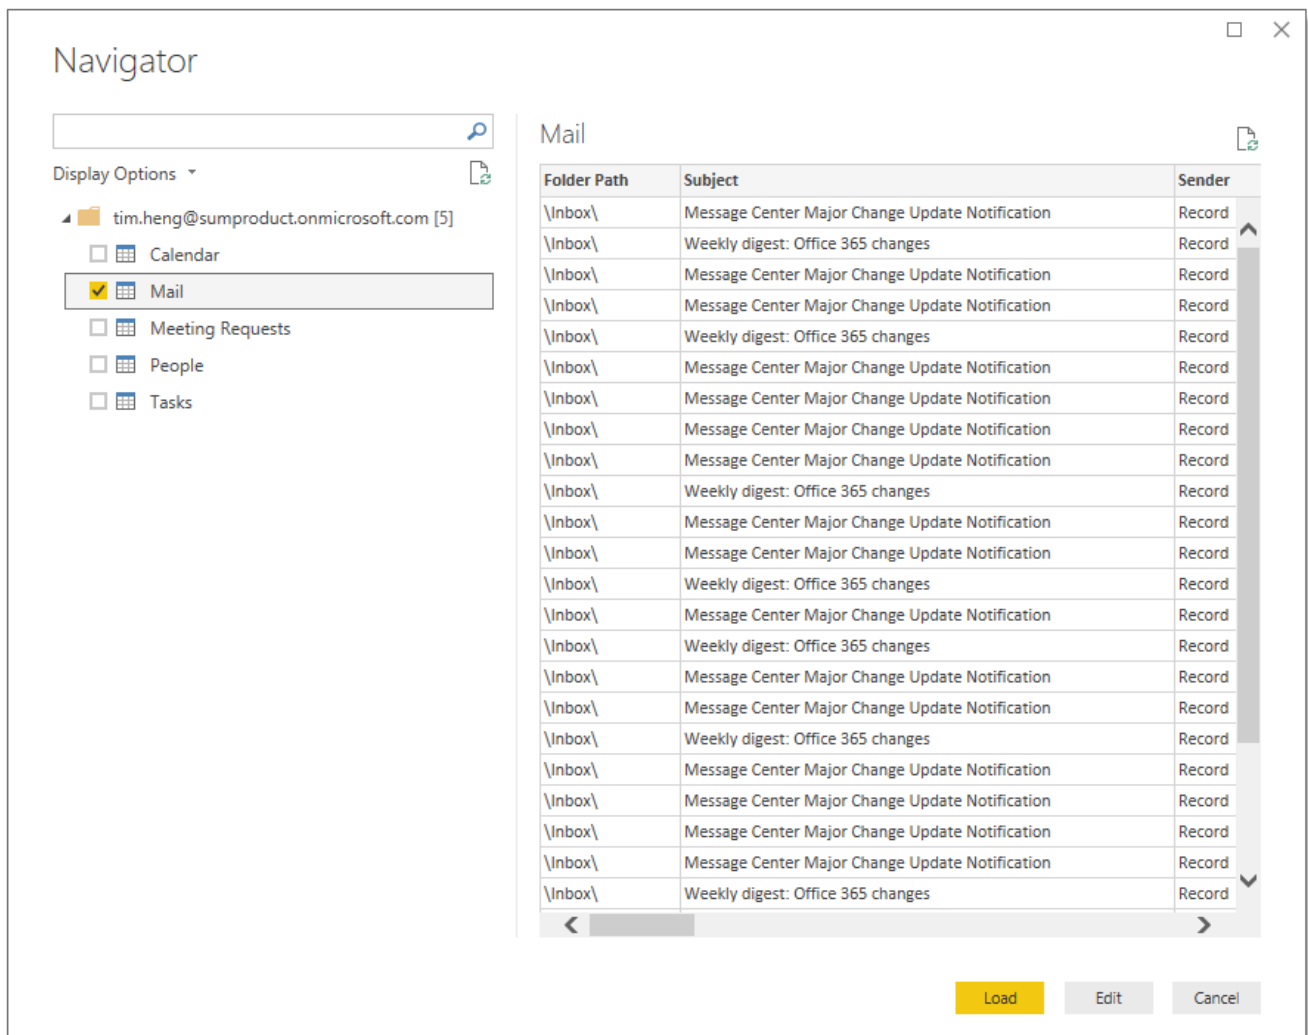 Navigator
Display Options
tim.heng@sumproduct.onmicrosoft.com [5]
Calendar
Mail
Meeting Requests
People
Tasks
Mail
Folder Path Subject Sender
\Inbox\ Message Center Major Change Update Notification Record
\Inbox\ Weekly digest: Office 365 changes Record
\Inbox\ Message Center Major Change Update Notification Record
\Inbox\ Message Center Major Change Update Notification Record
\Inbox\ Weekly digest: Office 365 changes Record
\Inbox\ Message Center Major Change Update Notification Record
\Inbox\ Message Center Major Change Update Notification Record
\Inbox\ Message Center Major Change Update Notification Record
\Inbox\ Message Center Major Change Update Notification Record
\Inbox\ Weekly digest: Office 365 changes Record
\Inbox\ Message Center Major Change Update Notification Record
\Inbox\ Message Center Major Change Update Notification Record
\Inbox\ Weekly digest: Office 365 changes Record
\Inbox\ Message Center Major Change Update Notification Record
\Inbox\ Weekly digest: Office 365 changes Record
\Inbox\ Message Center Major Change Update Notification Record
\Inbox\ Message Center Major Change Update Notification Record
\Inbox\ Weekly digest: Office 365 changes Record
\Inbox\ Message Center Major Change Update Notification Record
\Inbox\ Message Center Major Change Update Notification Record
\Inbox\ Message Center Major Change Update Notification Record
\Inbox\ Message Center Major Change Update Notification Record
\Inbox\ Weekly digest: Office 365 changes Record
Load Edit Cancel